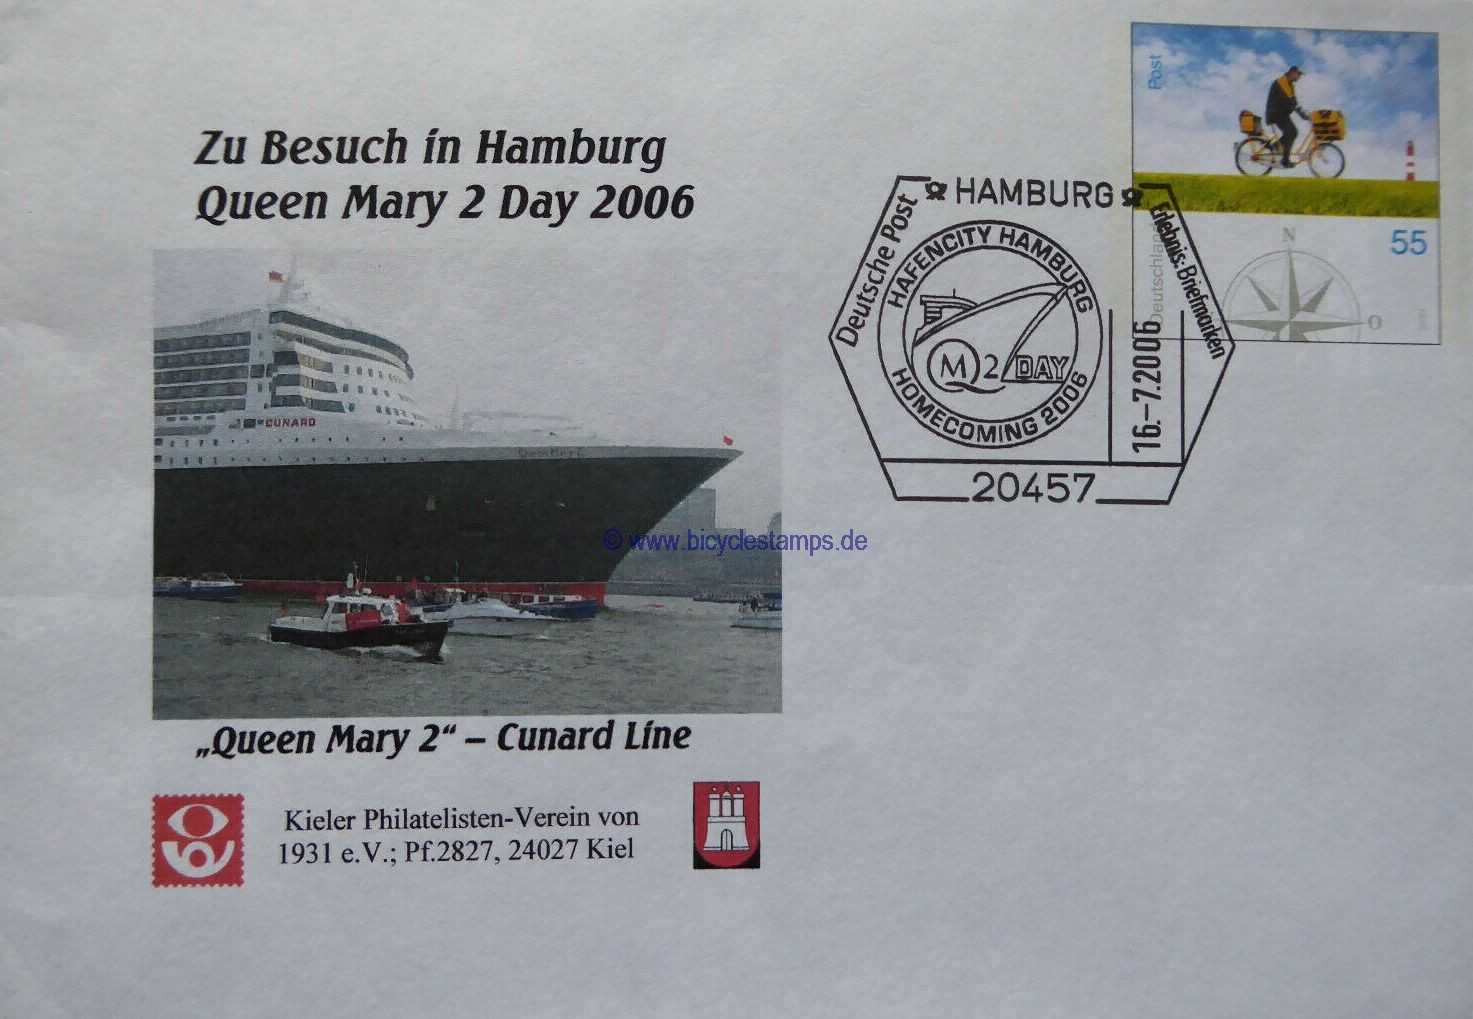 Zu Besuch in Hamburg
Queen Mary 2 Day 2006
CUNARD
„Queen Mary 2“ – Cunard Line
Kieler Philatelisten-Verein von
1931 e.V.; Pf.2827, 24027 Kiel
HAMBURG
Deutsche Post
Erlebnis: Briefmarken
HAFENCITY HAMBURG
QM2 DAY
HOMECOMING 2006
16.-7.2006
20457
Post
Deutschland
55
N
O
© www.bicyclestamps.de